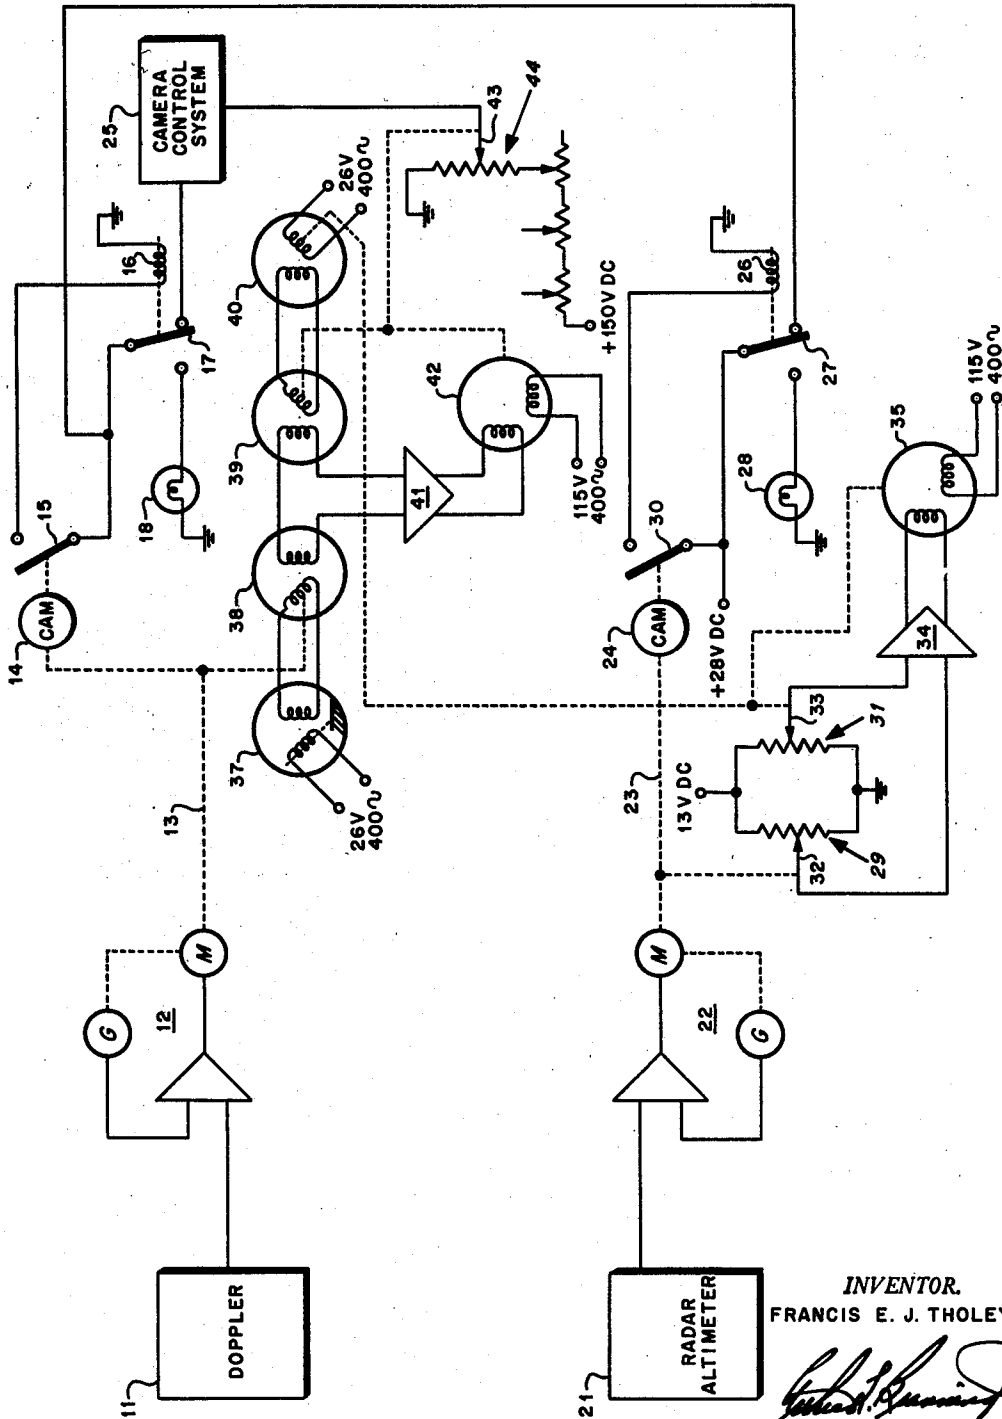 25
CAMERA
CONTROL
SYSTEM
16
17
15
18
14
CAM
26V
400~
40
39
38
37
26V
400~
41
42
115V
400~
43
44
+150V DC
13
M
G
12
DOPPLER
11
26
27
28
30
24
CAM
+28V DC
35
115V
400~
34
33
31
13V DC
32
29
23
M
G
22
RADAR
ALTIMETER
21
INVENTOR.
FRANCIS E. J. THOLEY